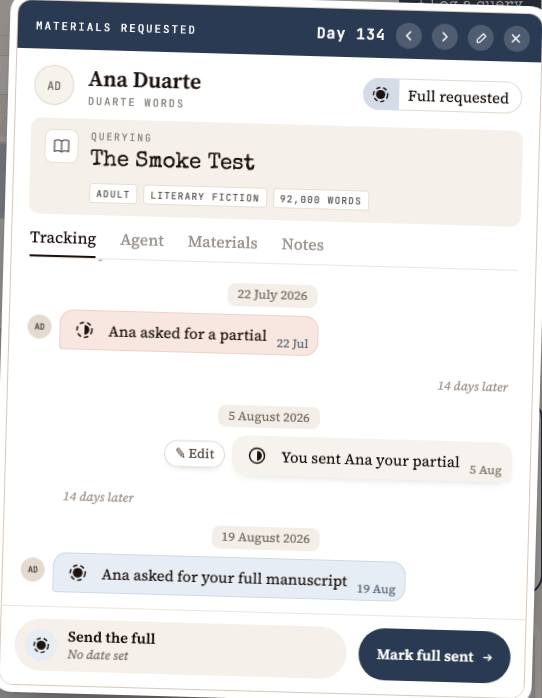 MATERIALS REQUESTED
Day 134
AD
Ana Duarte
DUARTE WORDS
Full requested
QUERYING
The Smoke Test
ADULT
LITERARY FICTION
92,000 WORDS
Tracking
Agent
Materials
Notes
22 July 2026
AD
Ana asked for a partial
22 Jul
14 days later
5 August 2026
Edit
You sent Ana your partial
5 Aug
14 days later
19 August 2026
AD
Ana asked for your full manuscript
19 Aug
Send the full
No date set
Mark full sent →